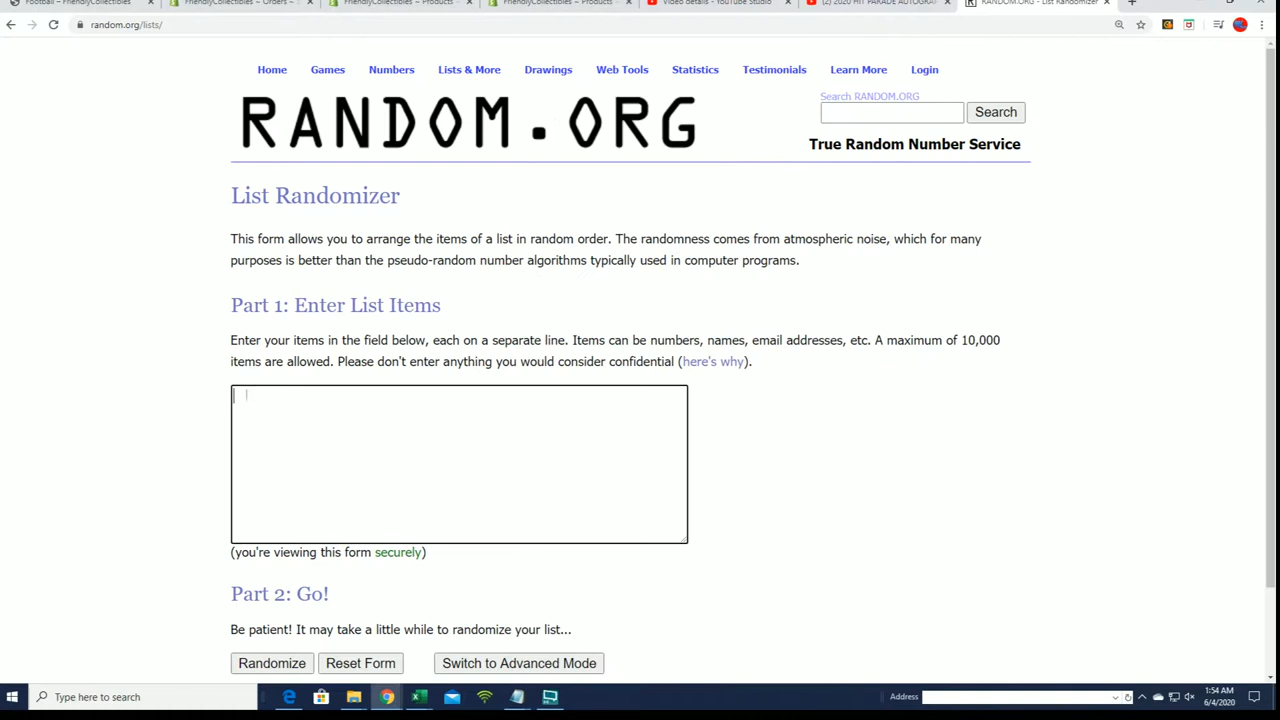 Football – FriendlyCollectibles
FriendlyCollectibles – Orders –
FriendlyCollectibles – Products –
FriendlyCollectibles – Products –
Video details - YouTube Studio
(2) 2020 HIT PARADE AUTOGRA
RANDOM.ORG - List Randomizer
random.org/lists/
Home Games Numbers Lists & More Drawings Web Tools Statistics Testimonials Learn More Login
RANDOM.ORG
Search RANDOM.ORG
Search
True Random Number Service
List Randomizer
This form allows you to arrange the items of a list in random order. The randomness comes from atmospheric noise, which for many
purposes is better than the pseudo-random number algorithms typically used in computer programs.
Part 1: Enter List Items
Enter your items in the field below, each on a separate line. Items can be numbers, names, email addresses, etc. A maximum of 10,000
items are allowed. Please don't enter anything you would consider confidential (here's why).
(you're viewing this form securely)
Part 2: Go!
Be patient! It may take a little while to randomize your list...
Randomize Reset Form Switch to Advanced Mode
Type here to search
Address
1:54 AM
6/4/2020